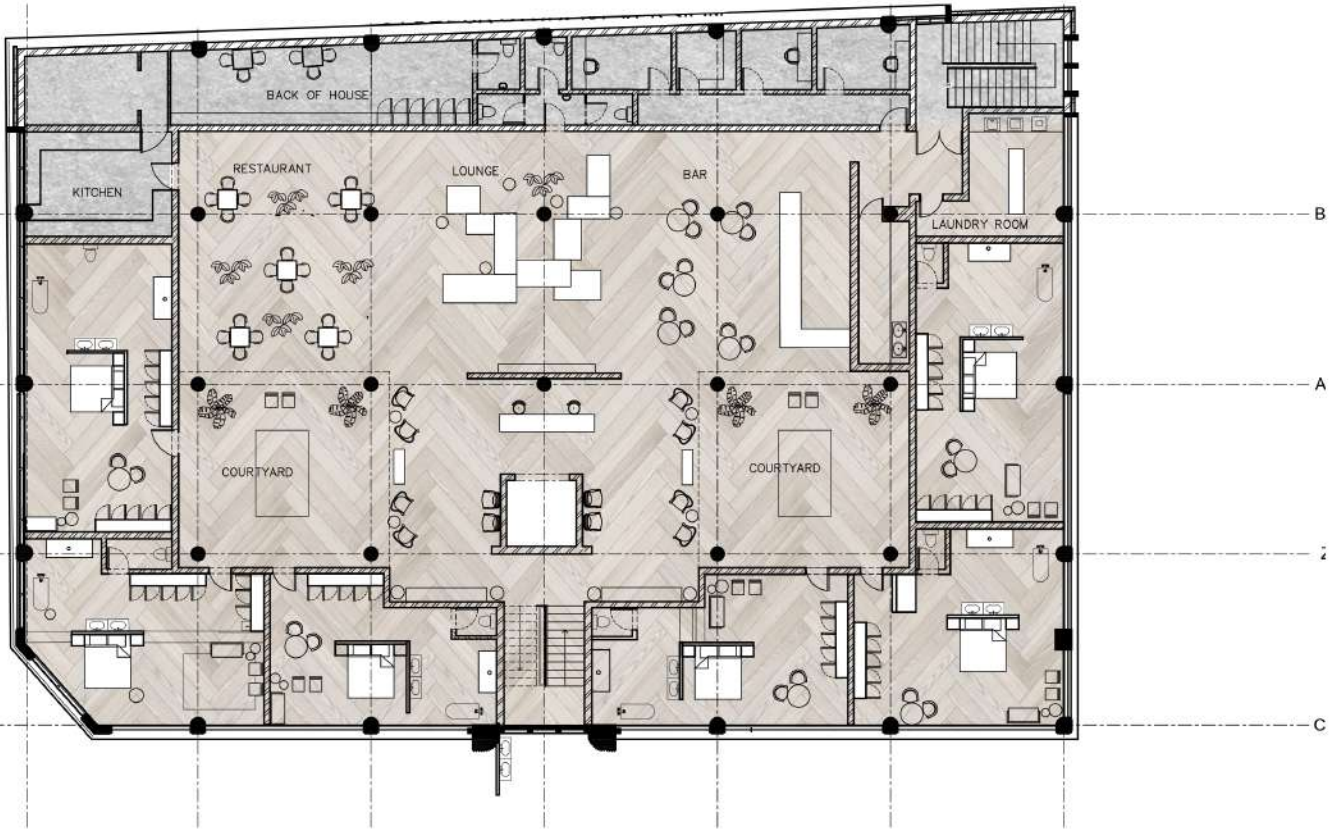 BACK OF HOUSE
RESTAURANT
LOUNGE
BAR
KITCHEN
B
LAUNDRY ROOM
A
COURTYARD
COURTYARD
C